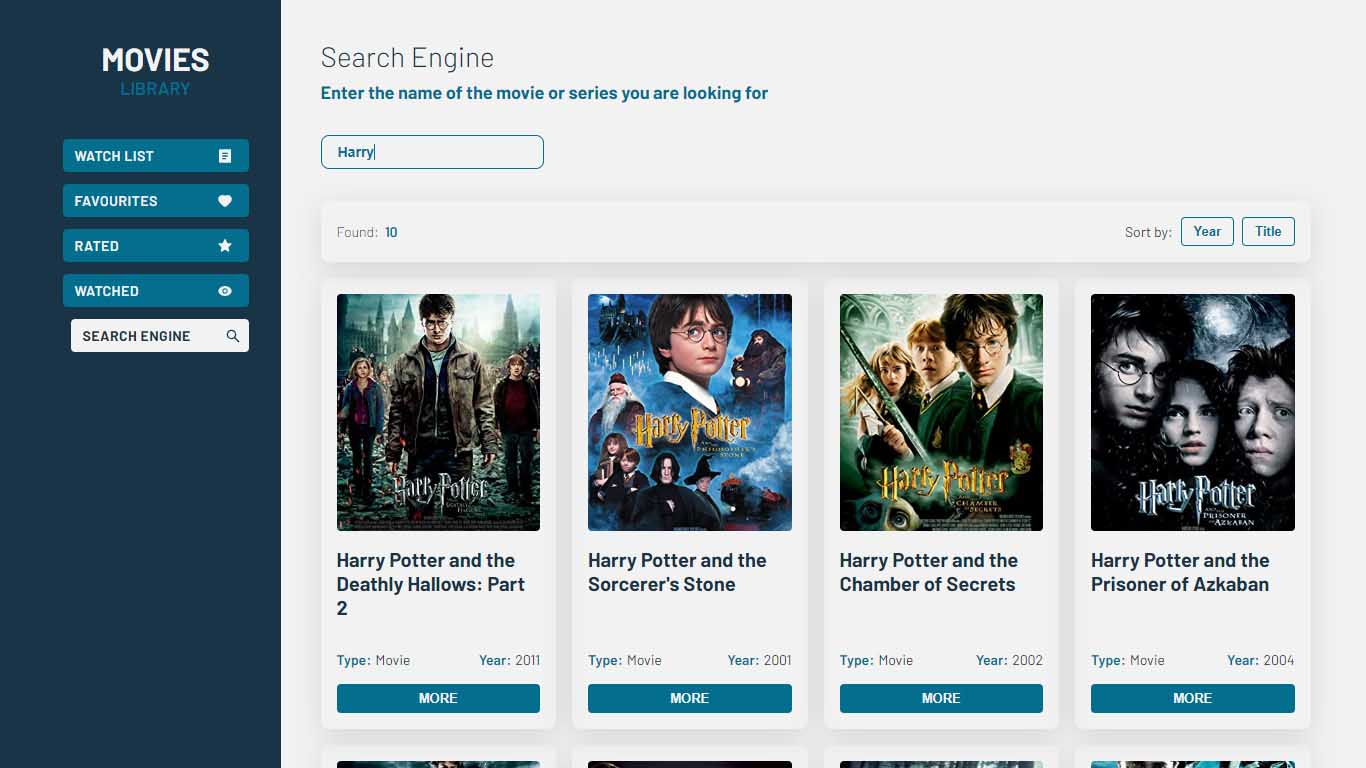 MOVIES
LIBRARY
WATCH LIST
FAVOURITES
RATED
WATCHED
SEARCH ENGINE
Search Engine
Enter the name of the movie or series you are looking for
Harry
Found: 10
Sort by: Year Title
Harry Potter
Harry Potter
AND THE
PHILOSOPHER'S
STONE
Harry Potter
CHAMBER
OF SECRETS
Harry Potter
AND THE
PRISONER
OF AZKABAN
Harry Potter and the
Deathly Hallows: Part
2
Type: Movie Year: 2011
MORE
Harry Potter and the
Sorcerer's Stone
Type: Movie Year: 2001
MORE
Harry Potter and the
Chamber of Secrets
Type: Movie Year: 2002
MORE
Harry Potter and the
Prisoner of Azkaban
Type: Movie Year: 2004
MORE